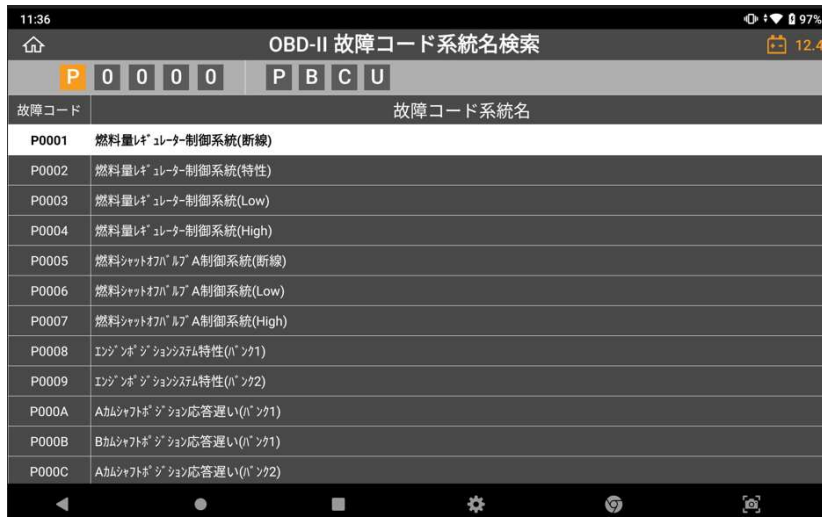 11:36 97%
OBD-II 故障コード系統名検索 12.4
P 0 0 0 0 P B C U
故障コード 故障コード系統名
P0001 燃料量ﾚｷﾞｭﾚｰﾀｰ制御系統(断線)
P0002 燃料量ﾚｷﾞｭﾚｰﾀｰ制御系統(特性)
P0003 燃料量ﾚｷﾞｭﾚｰﾀｰ制御系統(Low)
P0004 燃料量ﾚｷﾞｭﾚｰﾀｰ制御系統(High)
P0005 燃料ｼｬｯﾄｵﾌﾊﾞﾙﾌﾞA制御系統(断線)
P0006 燃料ｼｬｯﾄｵﾌﾊﾞﾙﾌﾞA制御系統(Low)
P0007 燃料ｼｬｯﾄｵﾌﾊﾞﾙﾌﾞA制御系統(High)
P0008 ｴﾝｼﾞﾝﾎﾟｼﾞｼｮﾝｼｽﾃﾑ特性(ﾊﾞﾝｸ1)
P0009 ｴﾝｼﾞﾝﾎﾟｼﾞｼｮﾝｼｽﾃﾑ特性(ﾊﾞﾝｸ2)
P000A Aｶﾑｼｬﾌﾄﾎﾟｼﾞｼｮﾝ応答遅い(ﾊﾞﾝｸ1)
P000B Bｶﾑｼｬﾌﾄﾎﾟｼﾞｼｮﾝ応答遅い(ﾊﾞﾝｸ1)
P000C Aｶﾑｼｬﾌﾄﾎﾟｼﾞｼｮﾝ応答遅い(ﾊﾞﾝｸ2)